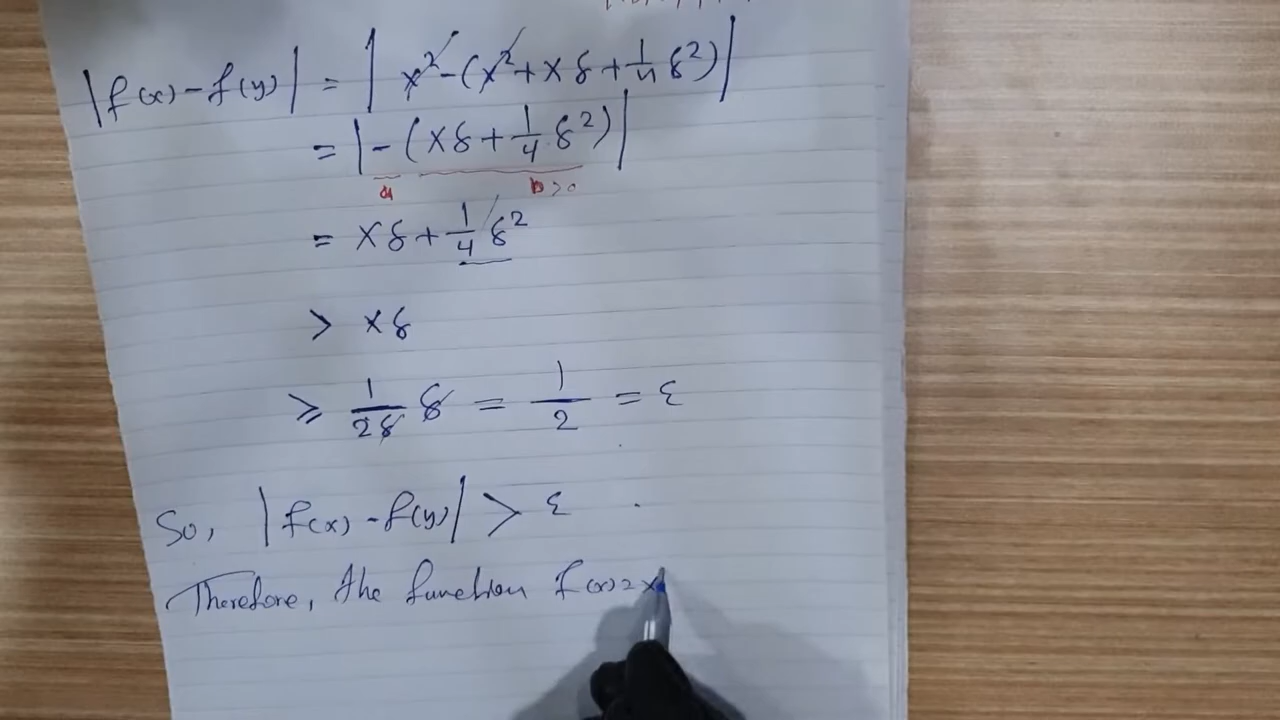 |f(x)-f(y)| = |x²-(x²+xδ+1/4 δ²)|
= |-(xδ+1/4 δ²)|
b>0
= xδ+1/4 δ²
> xδ
≥ 1/2δ δ = 1/2 = ε
So, |f(x)-f(y)| > ε .
Therefore, the function f(x)=x